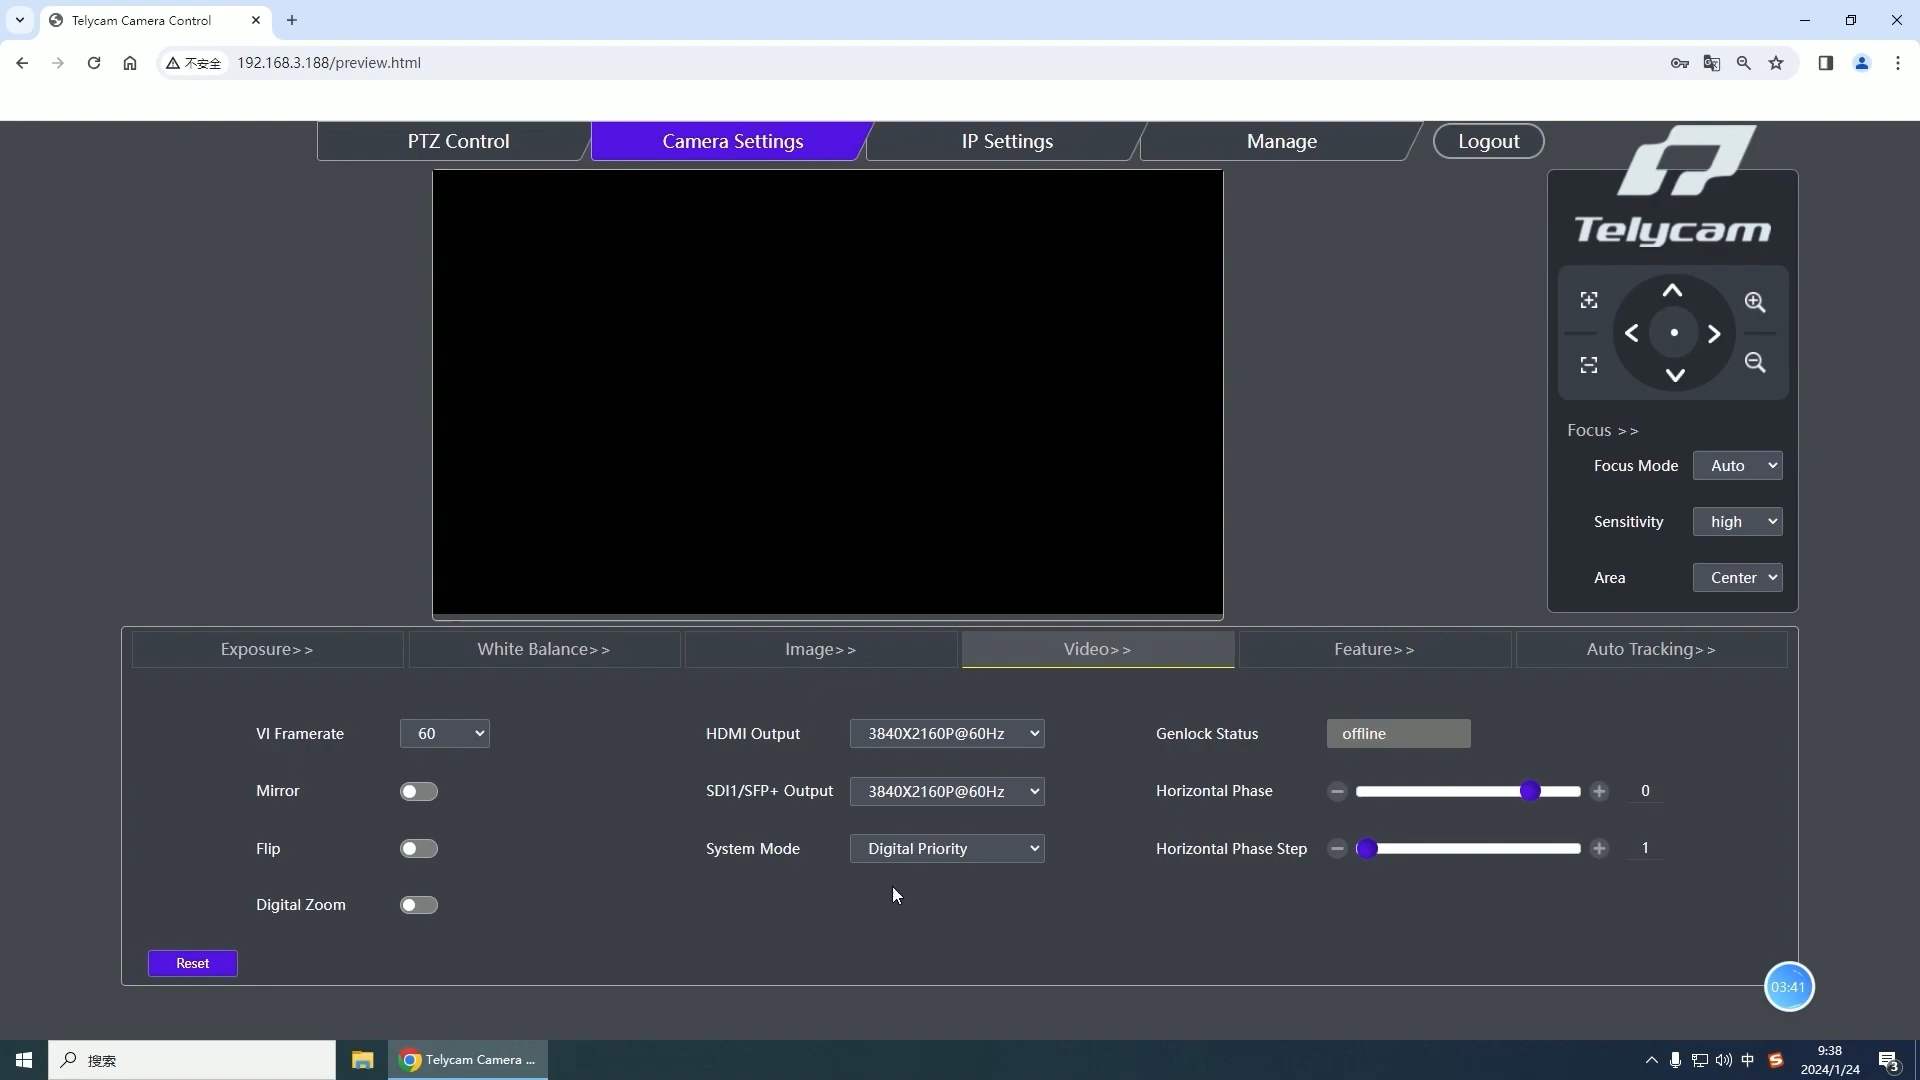 Telycam Camera Control
不安全
192.168.3.188/preview.html
PTZ Control
Camera Settings
IP Settings
Manage
Logout
Telycam
Focus >>
Focus Mode
Auto
Sensitivity
high
Area
Center
Exposure>>
White Balance>>
Image>>
Video>>
Feature>>
Auto Tracking>>
VI Framerate
60
HDMI Output
3840X2160P@60Hz
Genlock Status
offline
Mirror
SDI1/SFP+ Output
3840X2160P@60Hz
Horizontal Phase
0
Flip
System Mode
Digital Priority
Horizontal Phase Step
1
Digital Zoom
Reset
03:41
搜索
Telycam Camera ...
中
9:38
2024/1/24
3